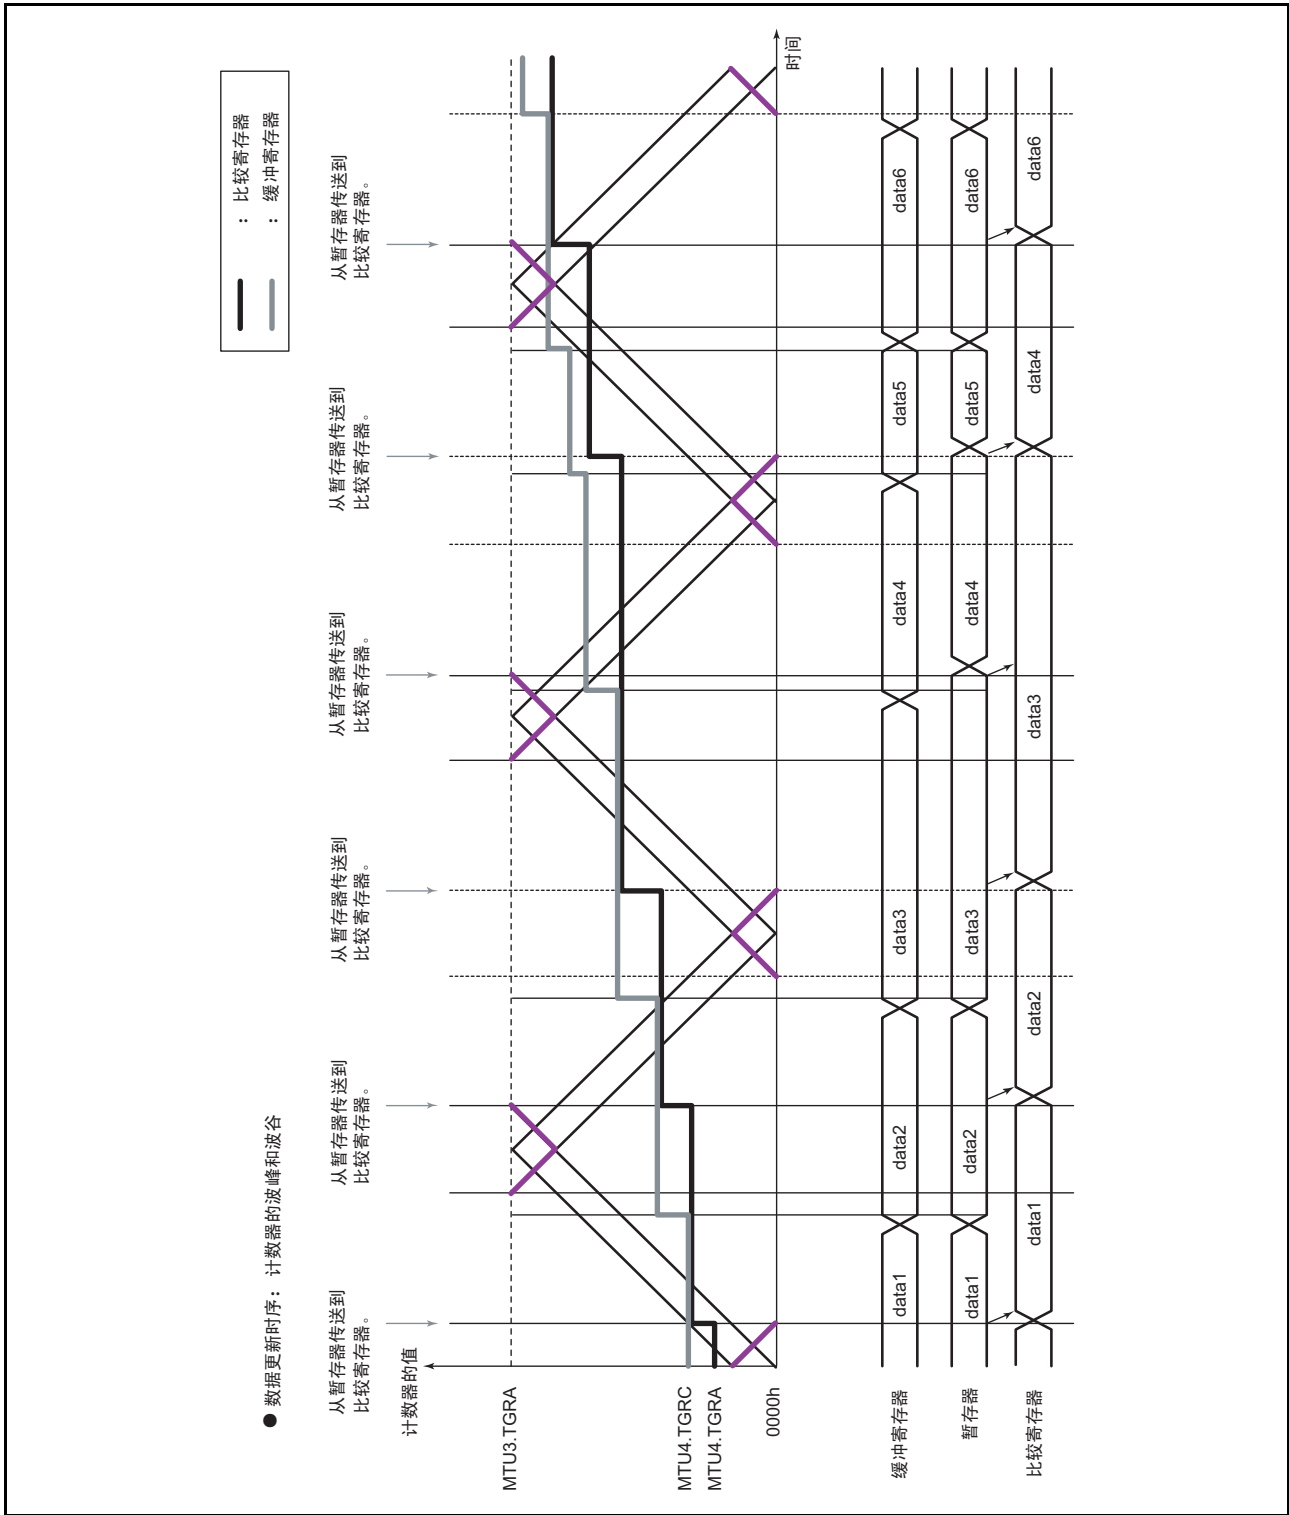 ● 数据更新时序：计数器的波峰和波谷
：比较寄存器
：缓冲寄存器
从暂存器传送到
比较寄存器。
从暂存器传送到
比较寄存器。
从暂存器传送到
比较寄存器。
从暂存器传送到
比较寄存器。
从暂存器传送到
比较寄存器。
从暂存器传送到
比较寄存器。
计数器的值
MTU3.TGRA
MTU4.TGRC
MTU4.TGRA
0000h
时间
缓冲寄存器 data1 data2 data3 data4 data5 data6
暂存器 data1 data2 data3 data4 data5 data6
比较寄存器 data1 data2 data3 data4 data6